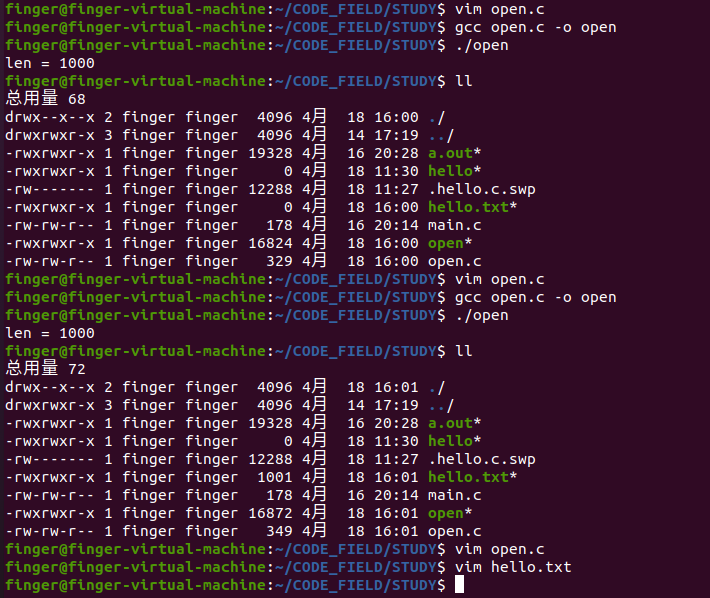 finger@finger-virtual-machine:~/CODE_FIELD/STUDY$ vim open.c
finger@finger-virtual-machine:~/CODE_FIELD/STUDY$ gcc open.c -o open
finger@finger-virtual-machine:~/CODE_FIELD/STUDY$ ./open
len = 1000
finger@finger-virtual-machine:~/CODE_FIELD/STUDY$ ll
总用量 68
drwx--x--x 2 finger finger  4096 4月  18 16:00 ./
drwxrwxr-x 3 finger finger  4096 4月  14 17:19 ../
-rwxrwxr-x 1 finger finger 19328 4月  16 20:28 a.out*
-rwxrwxr-x 1 finger finger     0 4月  18 11:30 hello*
-rw------- 1 finger finger 12288 4月  18 11:27 .hello.c.swp
-rwxrwxr-x 1 finger finger     0 4月  18 16:00 hello.txt*
-rw-rw-r-- 1 finger finger   178 4月  16 20:14 main.c
-rwxrwxr-x 1 finger finger 16824 4月  18 16:00 open*
-rw-rw-r-- 1 finger finger   329 4月  18 16:00 open.c
finger@finger-virtual-machine:~/CODE_FIELD/STUDY$ vim open.c
finger@finger-virtual-machine:~/CODE_FIELD/STUDY$ gcc open.c -o open
finger@finger-virtual-machine:~/CODE_FIELD/STUDY$ ./open
len = 1000
finger@finger-virtual-machine:~/CODE_FIELD/STUDY$ ll
总用量 72
drwx--x--x 2 finger finger  4096 4月  18 16:01 ./
drwxrwxr-x 3 finger finger  4096 4月  14 17:19 ../
-rwxrwxr-x 1 finger finger 19328 4月  16 20:28 a.out*
-rwxrwxr-x 1 finger finger     0 4月  18 11:30 hello*
-rw------- 1 finger finger 12288 4月  18 11:27 .hello.c.swp
-rwxrwxr-x 1 finger finger  1001 4月  18 16:01 hello.txt*
-rw-rw-r-- 1 finger finger   178 4月  16 20:14 main.c
-rwxrwxr-x 1 finger finger 16872 4月  18 16:01 open*
-rw-rw-r-- 1 finger finger   349 4月  18 16:01 open.c
finger@finger-virtual-machine:~/CODE_FIELD/STUDY$ vim open.c
finger@finger-virtual-machine:~/CODE_FIELD/STUDY$ vim hello.txt
finger@finger-virtual-machine:~/CODE_FIELD/STUDY$